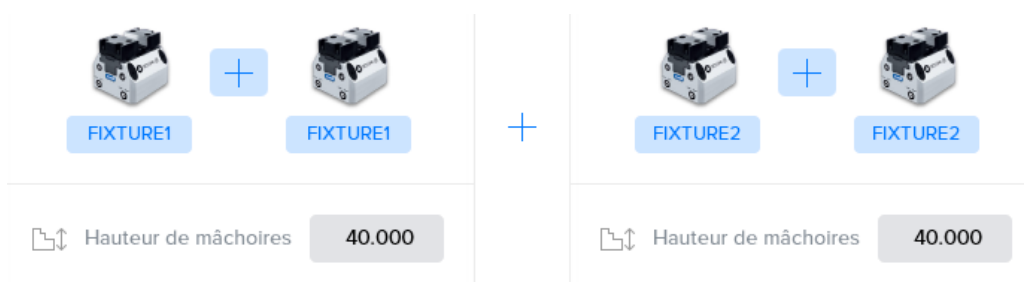 FIXTURE1 FIXTURE1 FIXTURE2 FIXTURE2
Hauteur de mâchoires 40.000 Hauteur de mâchoires 40.000